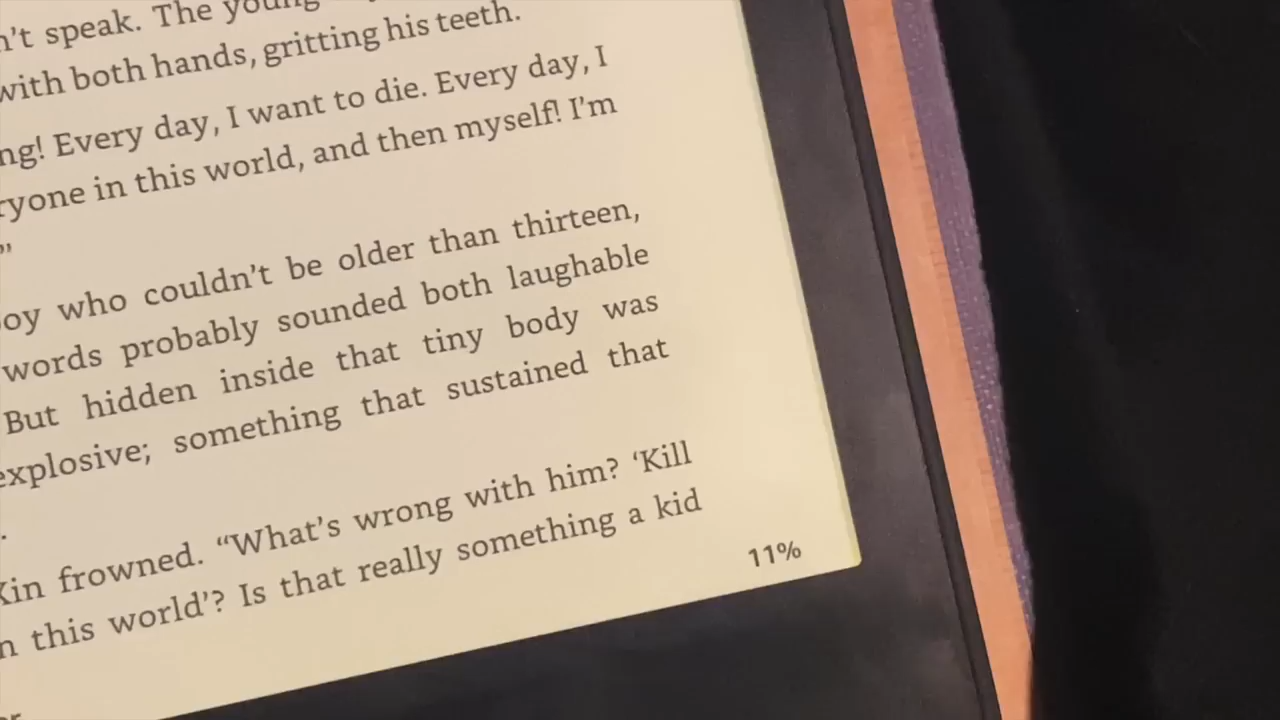 n't speak. The young
with both hands, gritting his teeth.
ng! Every day, I want to die. Every day, I
ryone in this world, and then myself! I'm
”
oy who couldn't be older than thirteen,
words probably sounded both laughable
But hidden inside that tiny body was
explosive; something that sustained that
.
Kin frowned. “What's wrong with him? ‘Kill
n this world’? Is that really something a kid
11%